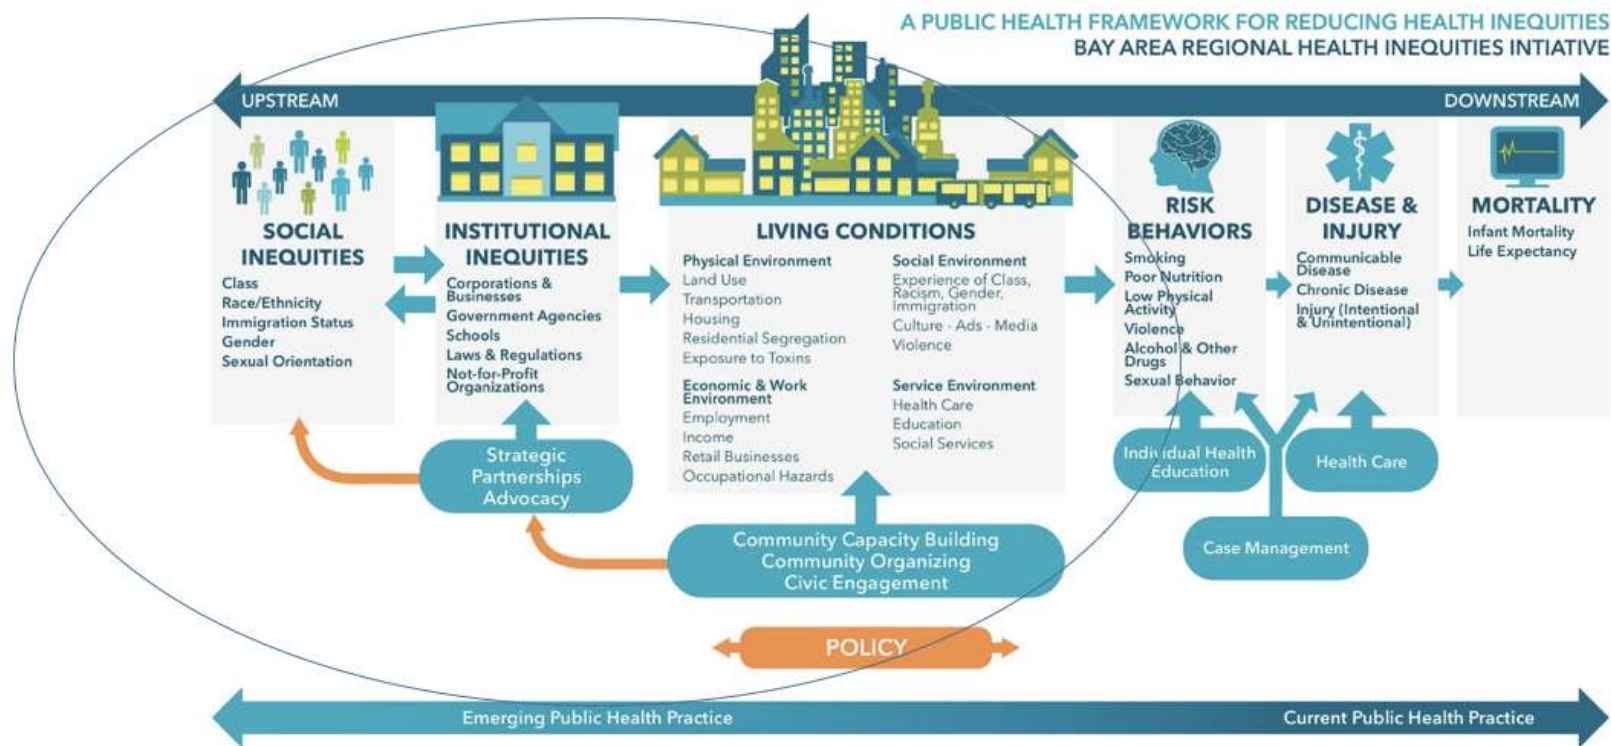 A PUBLIC HEALTH FRAMEWORK FOR REDUCING HEALTH INEQUITIES
BAY AREA REGIONAL HEALTH INEQUITIES INTIATIVE
UPSTREAM
DOWNSTREAM
SOCIAL
INEQUITIES
Class
Race/Ethnicity
Immigration Status
Gender
Sexual Orientation
INSTITUTIONAL
INEQUITIES
Corporations &
Businesses
Government Agencies
Schools
Laws & Regulations
Not-for-Profit
Organizations
LIVING CONDITIONS
Physical Environment
Land Use
Transportation
Housing
Residential Segregation
Exposure to Toxins
Economic & Work
Environment
Employment
Income
Retail Businesses
Occupational Hazards
Social Environment
Experience of Class,
Racism, Gender,
Immigration
Culture - Ads - Media
Violence
Service Environment
Health Care
Education
Social Services
RISK
BEHAVIORS
Smoking
Poor Nutrition
Low Physical
Activity
Violence
Alcohol & Other
Drugs
Sexual Behavior
DISEASE &
INJURY
Communicable
Disease
Chronic Disease
Injury (Intentional
& Unintentional)
MORTALITY
Infant Mortality
Life Expectancy
Strategic
Partnerships
Advocacy
Community Capacity Building
Community Organizing
Civic Engagement
Individual Health
Education
Health Care
Case Management
POLICY
Emerging Public Health Practice
Current Public Health Practice